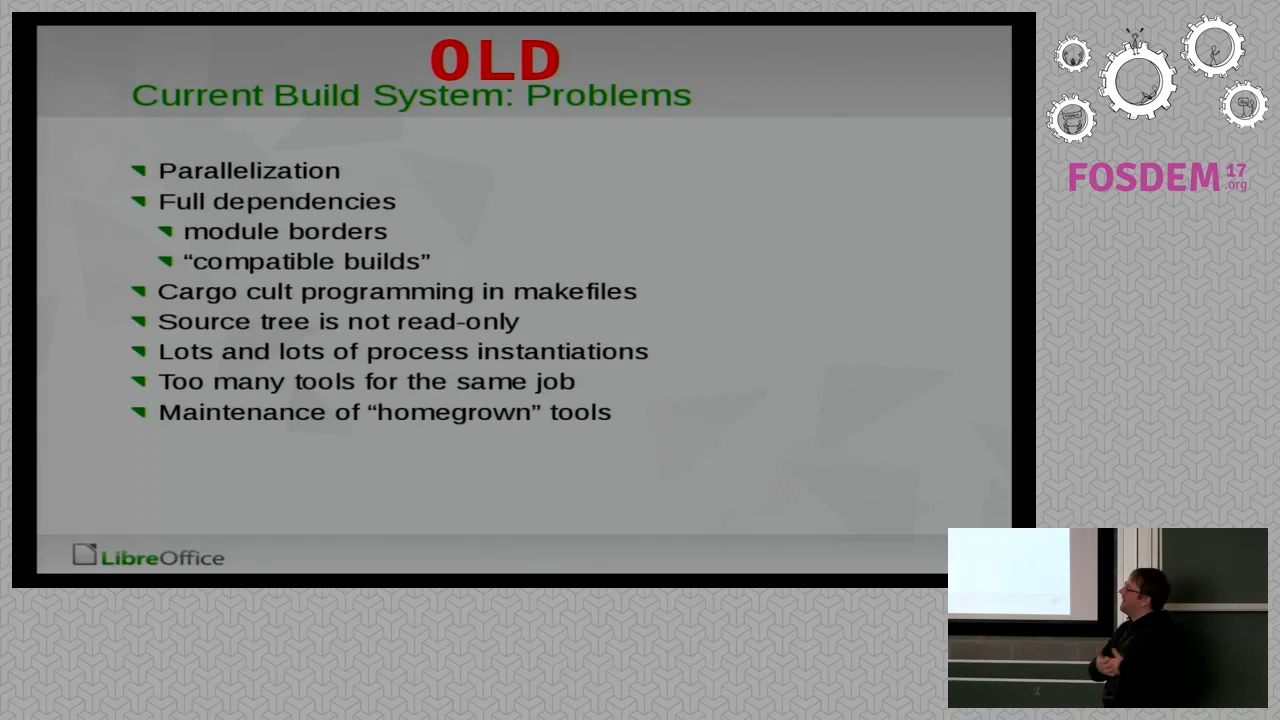 OLD
Current Build System: Problems
Parallelization
Full dependencies
module borders
“compatible builds”
Cargo cult programming in makefiles
Source tree is not read-only
Lots and lots of process instantiations
Too many tools for the same job
Maintenance of “homegrown” tools
LibreOffice
FOSDEM 17
.org